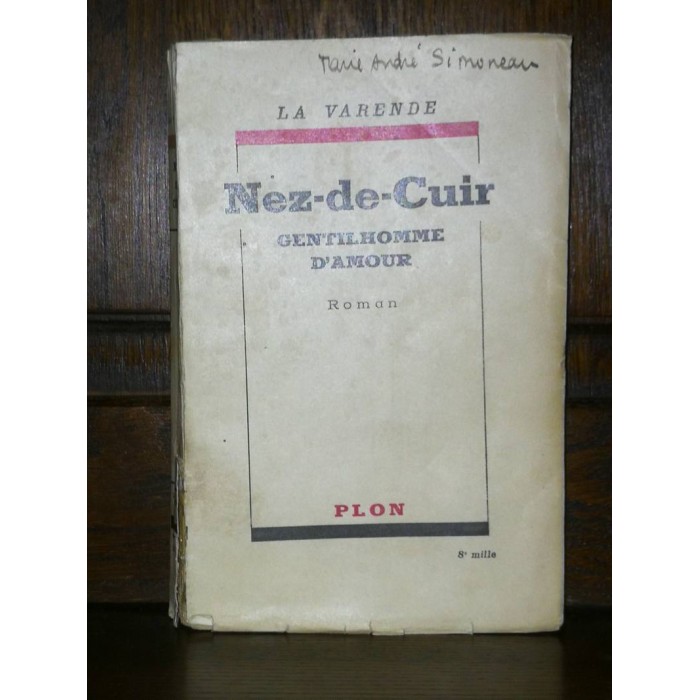 Marie André Simoneau
LA VARENDE
Nez-de-Cuir
GENTILHOMME
D'AMOUR
Roman
PLON
8e mille